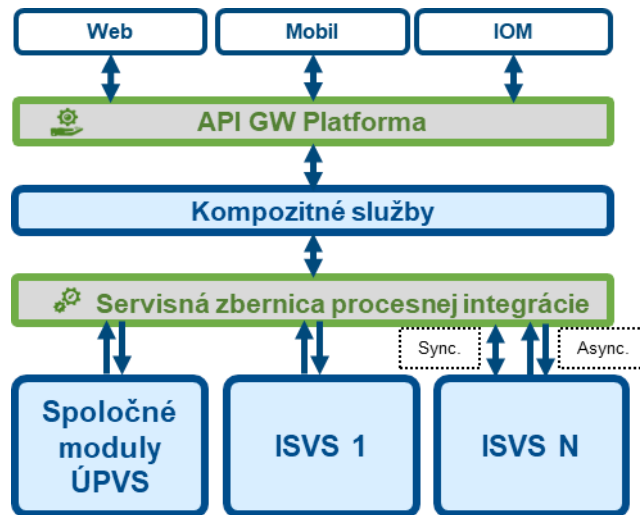 Web
Mobil
IOM
API GW Platforma
Kompozitné služby
Servisná zbernica procesnej integrácie
Sync.
Async.
Spoločné
moduly
ÚPVS
ISVS 1
ISVS N